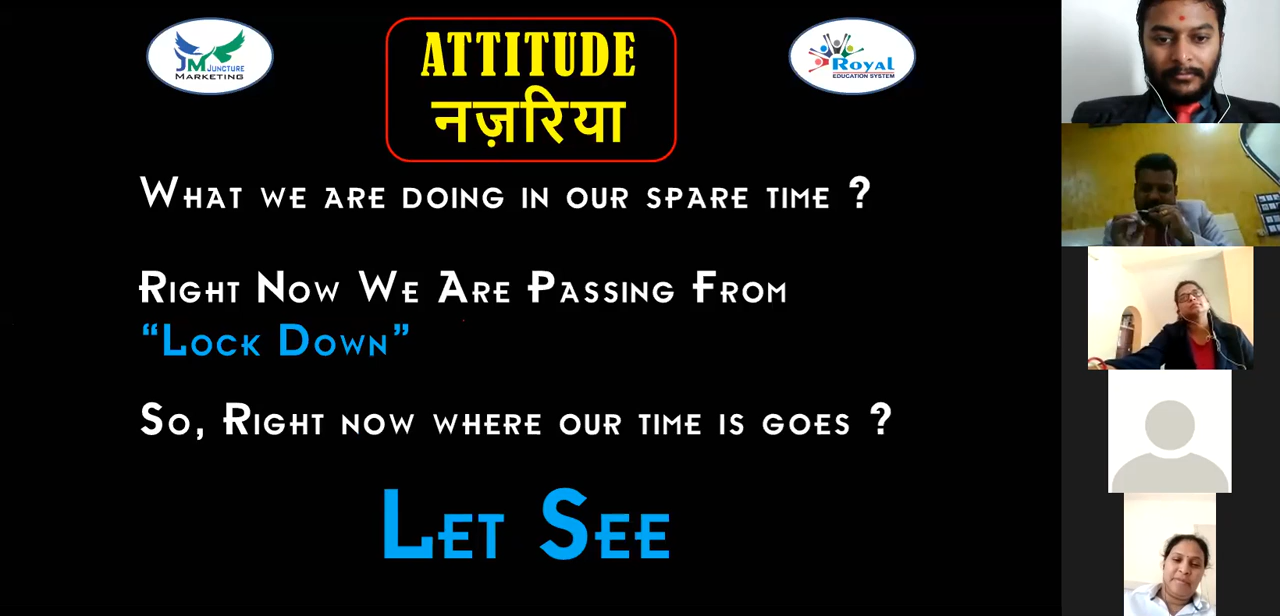 JM JUNCTURE
MARKETING
ATTITUDE
नज़रिया
Royal
EDUCATION SYSTEM
WHAT WE ARE DOING IN OUR SPARE TIME ?
RIGHT NOW WE ARE PASSING FROM
“LOCK DOWN”
SO, RIGHT NOW WHERE OUR TIME IS GOES ?
LET SEE